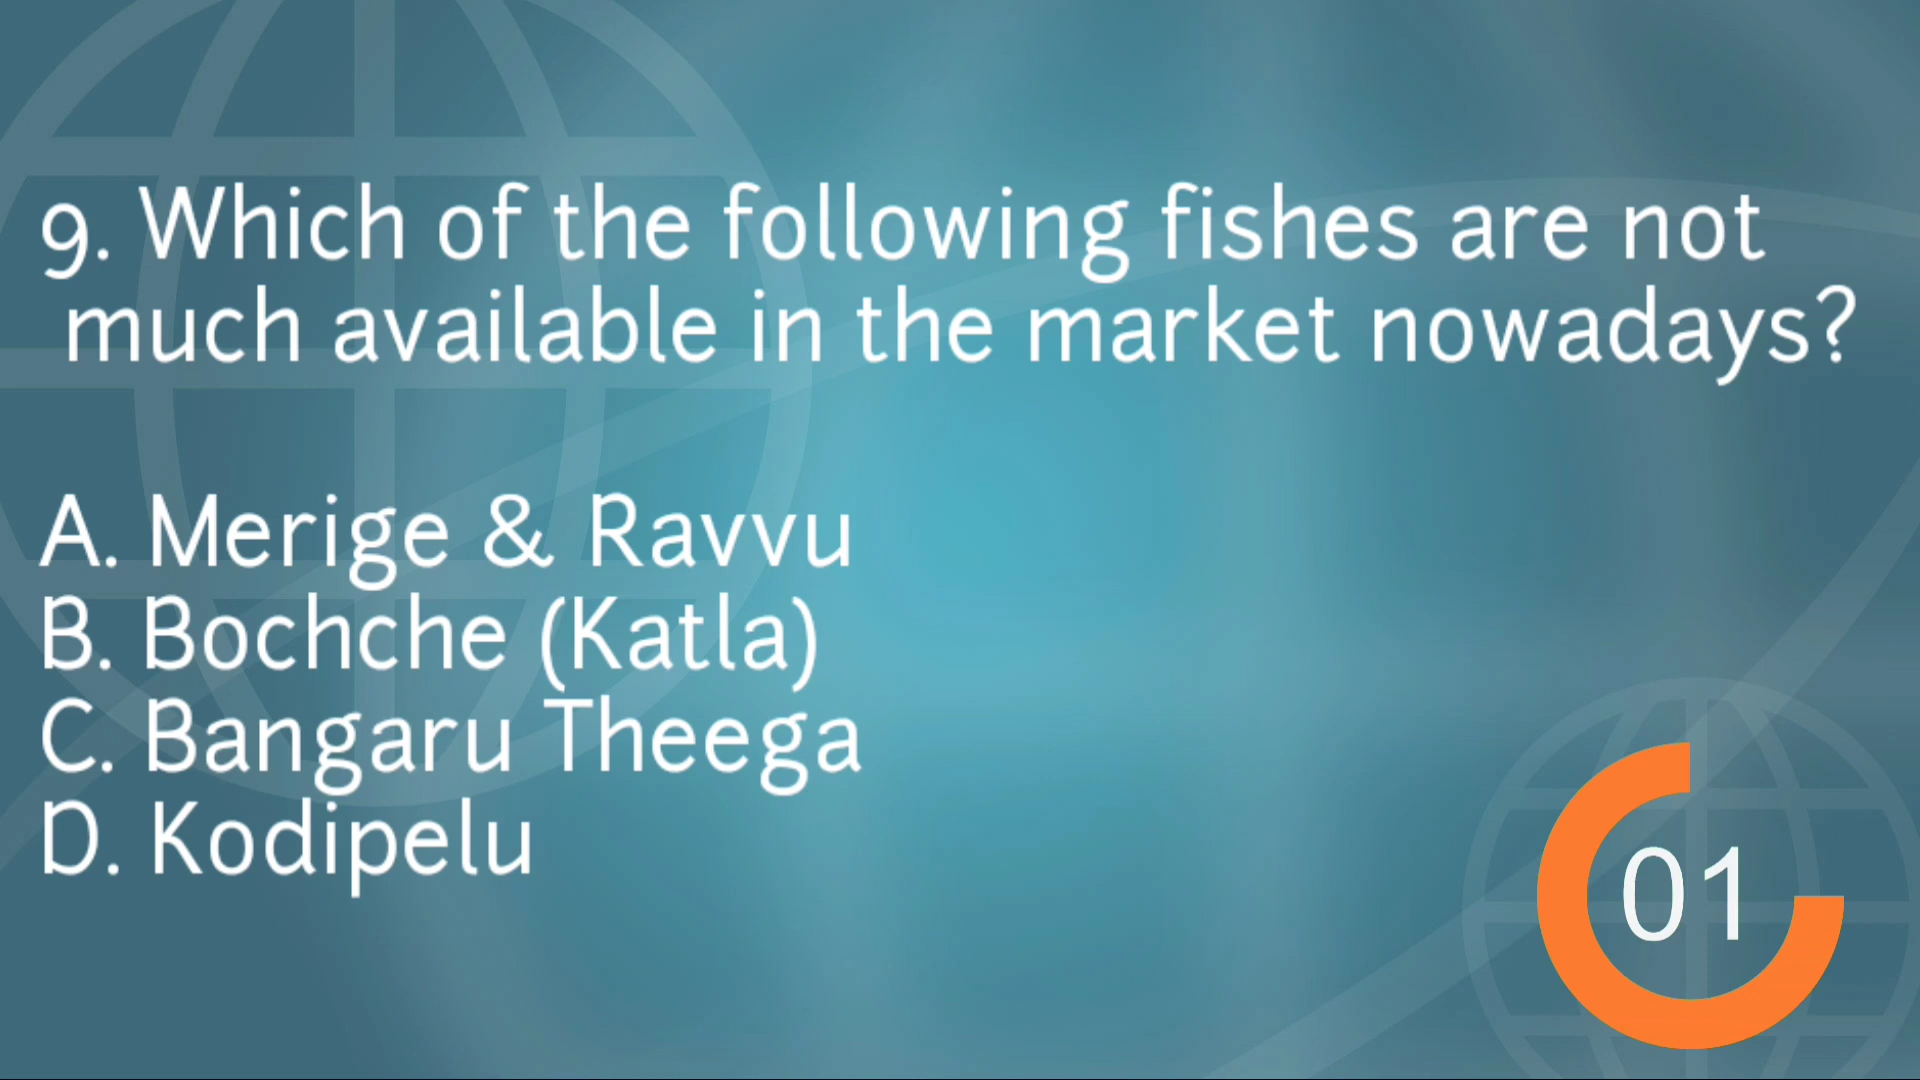 9. Which of the following fishes are not
much available in the market nowadays?
A. Merige & Ravvu
B. Bochche (Katla)
C. Bangaru Theega
D. Kodipelu
01